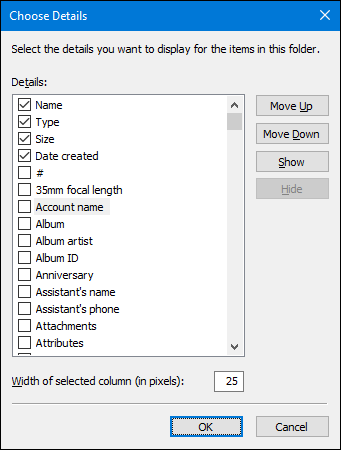 Choose Details
Select the details you want to display for the items in this folder.
Details:
Name
Type
Size
Date created
#
35mm focal length
Account name
Album
Album artist
Album ID
Anniversary
Assistant's name
Assistant's phone
Attachments
Attributes
Move Up
Move Down
Show
Hide
Width of selected column (in pixels): 25
OK Cancel